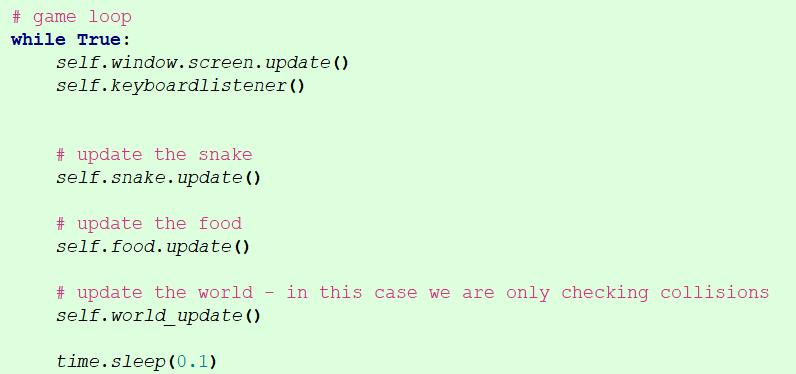 # game loop
while True:
    self.window.screen.update()
    self.keyboardlistener()
    # update the snake
    self.snake.update()
    # update the food
    self.food.update()
    # update the world - in this case we are only checking collisions
    self.world_update()
    time.sleep(0.1)